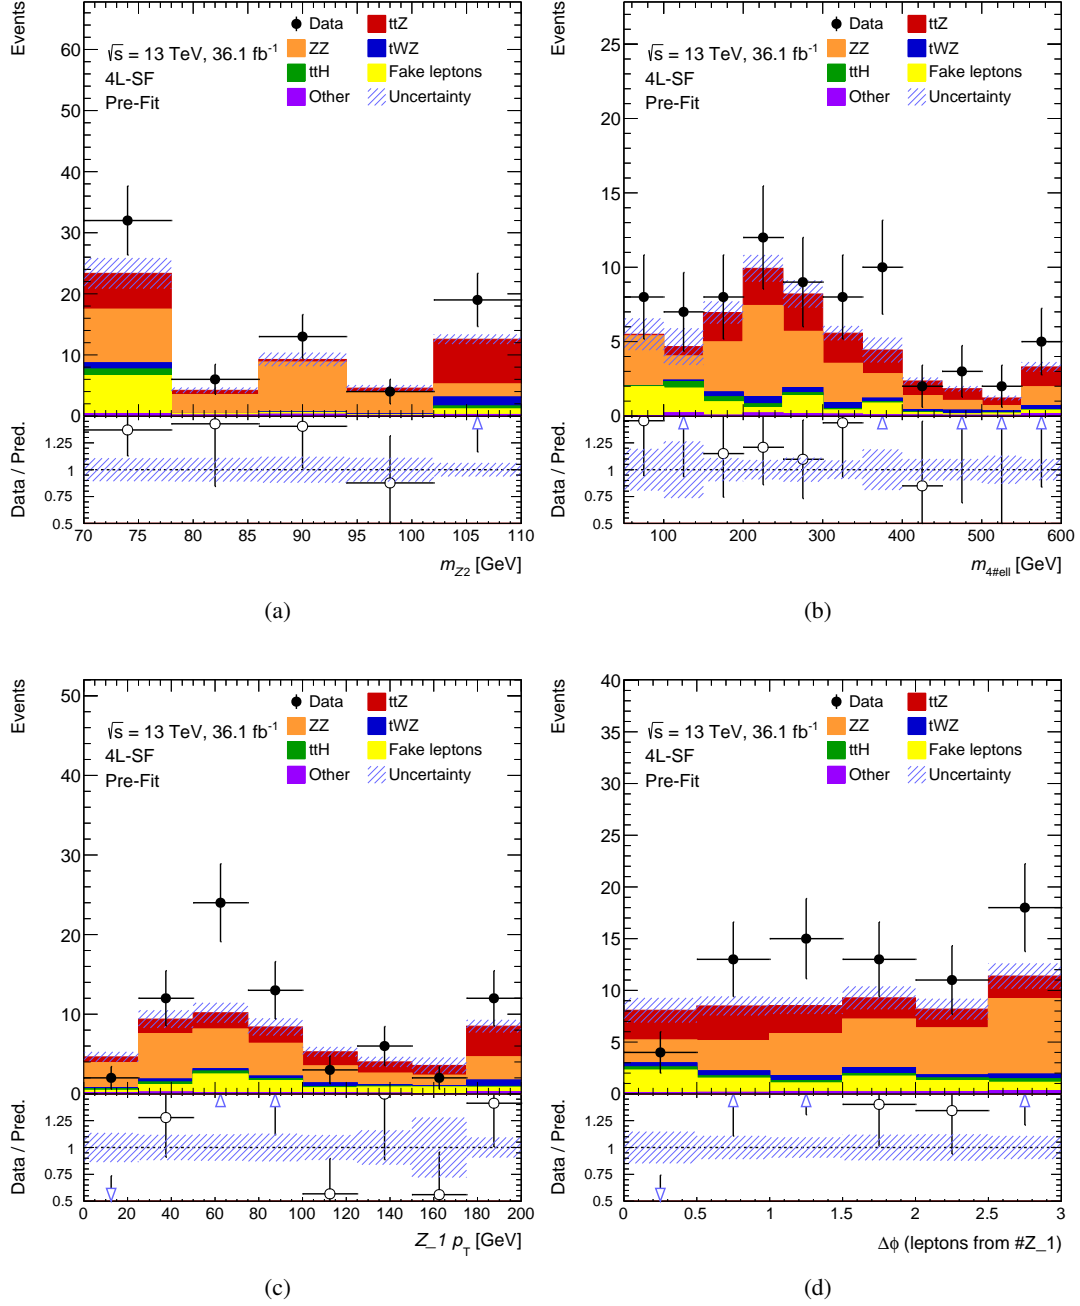 Events
60
50
40
30
20
10
0
√s = 13 TeV, 36.1 fb⁻¹
4L-SF
Pre-Fit
Data
ttZ
ZZ
tWZ
ttH
Fake leptons
Other
Uncertainty
Data / Pred.
1.25
1
0.75
0.5
70 75 80 85 90 95 100 105 110
m_Z2 [GeV]
(a)
Events
25
20
15
10
5
0
√s = 13 TeV, 36.1 fb⁻¹
4L-SF
Pre-Fit
Data
ttZ
ZZ
tWZ
ttH
Fake leptons
Other
Uncertainty
Data / Pred.
1.25
1
0.75
0.5
100 200 300 400 500 600
m_4#ell [GeV]
(b)
Events
50
40
30
20
10
0
√s = 13 TeV, 36.1 fb⁻¹
4L-SF
Pre-Fit
Data
ttZ
ZZ
tWZ
ttH
Fake leptons
Other
Uncertainty
Data / Pred.
1.25
1
0.75
0.5
0 20 40 60 80 100 120 140 160 180 200
Z_1 p_T [GeV]
(c)
Events
40
35
30
25
20
15
10
5
0
√s = 13 TeV, 36.1 fb⁻¹
4L-SF
Pre-Fit
Data
ttZ
ZZ
tWZ
ttH
Fake leptons
Other
Uncertainty
Data / Pred.
1.25
1
0.75
0.5
0 0.5 1 1.5 2 2.5 3
Δϕ (leptons from #Z_1)
(d)